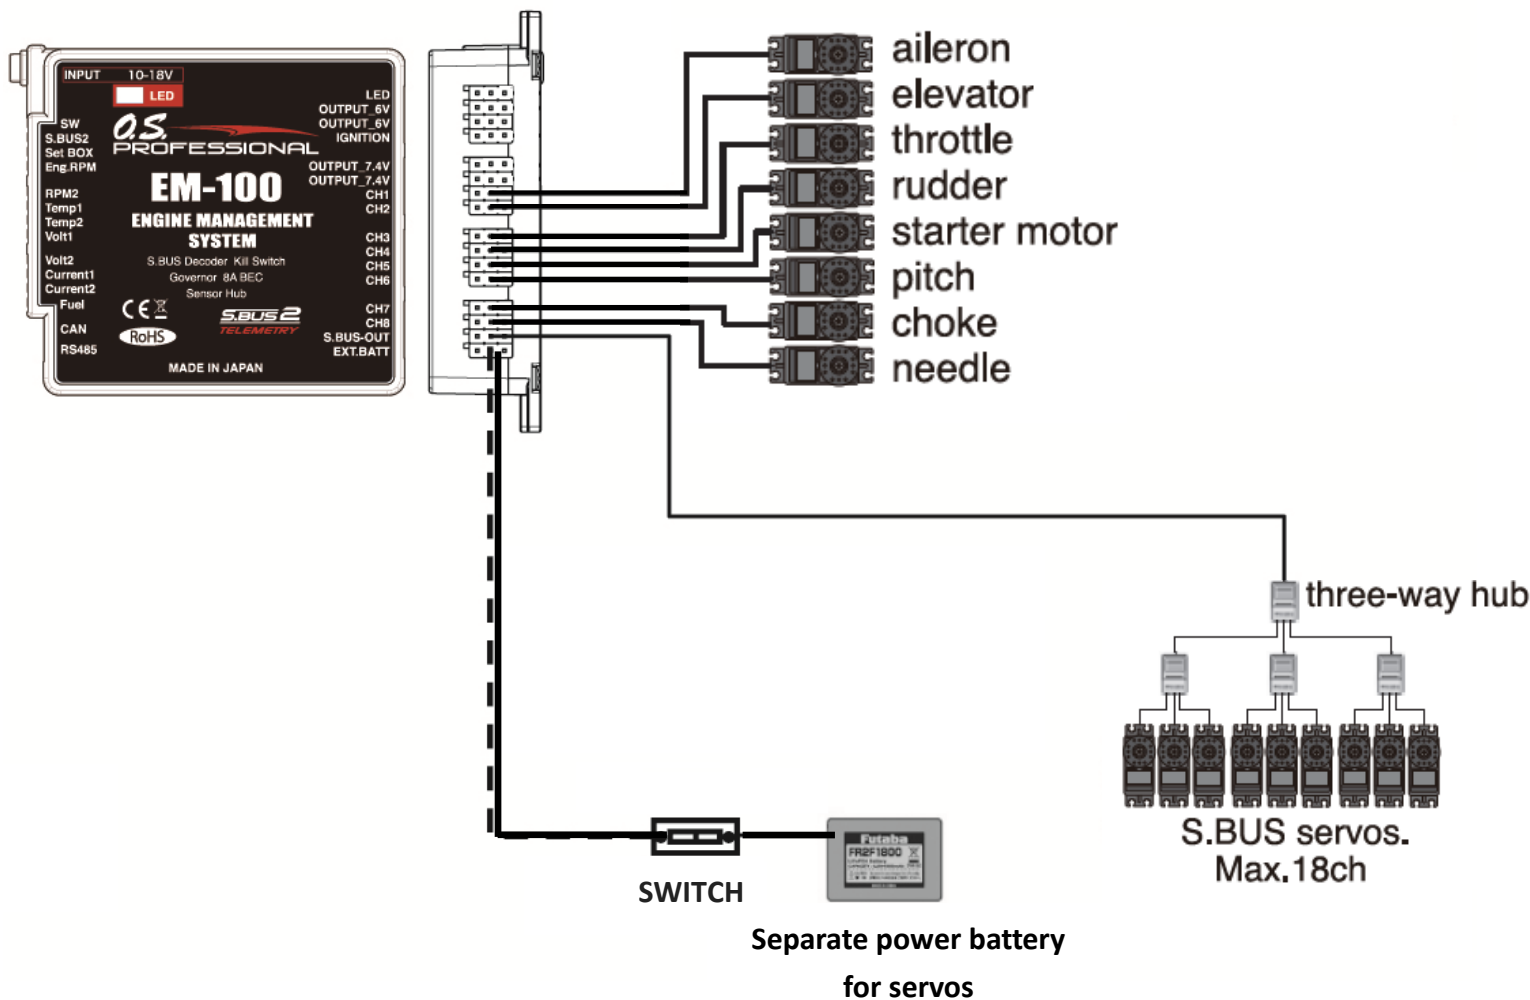 INPUT 10-18V
LED
SW
S.BUS2
Set BOX
Eng.RPM
RPM2
Temp1
Temp2
Volt1
Volt2
Current1
Current2
Fuel
CAN
RS485
O.S.
PROFESSIONAL
EM-100
ENGINE MANAGEMENT
SYSTEM
S.BUS Decoder Kill Switch
Governor 8A BEC
Sensor Hub
CE
RoHS
S.BUS2
TELEMETRY
MADE IN JAPAN
LED
OUTPUT_6V
OUTPUT_6V
IGNITION
OUTPUT_7.4V
OUTPUT_7.4V
CH1
CH2
CH3
CH4
CH5
CH6
CH7
CH8
S.BUS-OUT
EXT.BATT
aileron
elevator
throttle
rudder
starter motor
pitch
choke
needle
three-way hub
S.BUS servos.
Max.18ch
SWITCH
Futaba
FR2F1800
Separate power battery
for servos